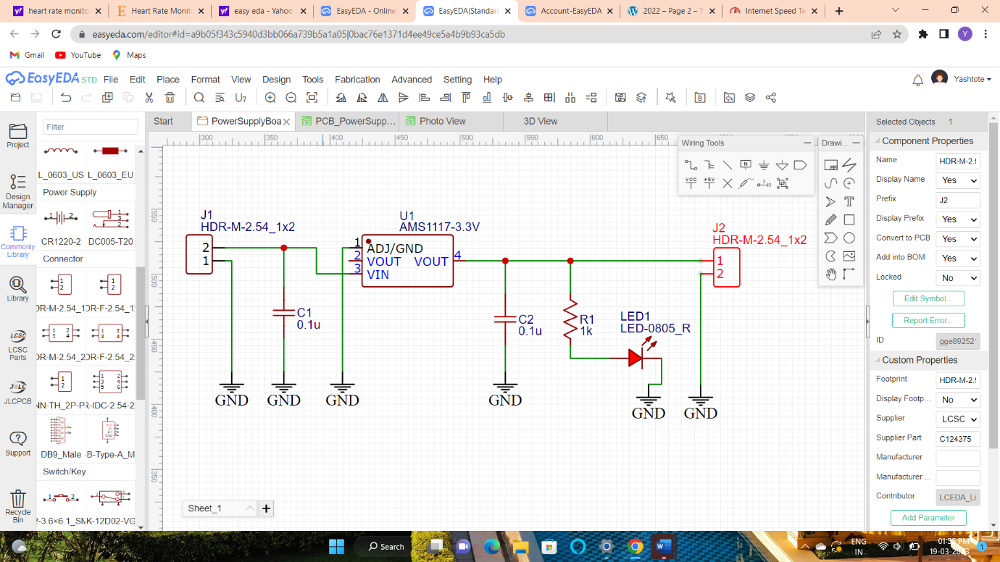 heart rate monito
Heart Rate Monit
easy eda - Yahoo
EasyEDA - Online
EasyEDA(Standar
Account-EasyEDA
2022 – Page 2 – T
Internet Speed Te
easyeda.com/editor#id=a9b05f343c5940d3bb066a739b5a1a05|0bac76e1371d4ee49ce5a4b9b93ca5db
Y
Gmail
YouTube
Maps
EasyEDA STD
File
Edit
Place
Format
View
Design
Tools
Fabrication
Advanced
Setting
Help
Yashtote
Project
Design Manager
Commonly Library
Library
LCSC
LCSC Parts
J@LC
JLCPCB
Support
Recycle Bin
Filter
L_0603_US
L_0603_EU
Power Supply
CR1220-2
DC005-T20
Connector
DR-M-2.54_1
DR-F-2.54_1:
DR-M-2.54_2
DR-F-2.54_2:
NN-TH_2P-P
R-IDC-2.54-2
DB9_Male
B-Type-A_M
Switch/Key
2-3.6×6.1_SM
K-12D02-VG
Start
PowerSupplyBoa
PCB_PowerSupp...
Photo View
3D View
300
350
400
450
500
550
600
650
550
500
450
400
350
Wiring Tools
Drawi...
N
VCC
+5V
T
J1
HDR-M-2.54_1x2
2
1
U1
AMS1117-3.3V
1
2
3
4
ADJ/GND
VOUT
VOUT
VIN
C1
0.1u
C2
0.1u
R1
1k
LED1
LED-0805_R
J2
HDR-M-2.54_1x2
1
2
GND
GND
GND
GND
GND
GND
Sheet_1
Selected Objects 1
Component Properties
Name HDR-M-2.!
Display Name Yes
Prefix J2
Display Prefix Yes
Convert to PCB Yes
Add into BOM Yes
Locked No
Edit Symbol...
Report Error...
ID gge89252
Custom Properties
Footprint HDR-M-2.!
Display Footp... No
Supplier LCSC
Supplier Part C124375
Manufacturer
Manufacturer ...
Contributor LCEDA_Li
Add Parameter
Search
ENG
IN
01:55 PM
19-03-2023
1